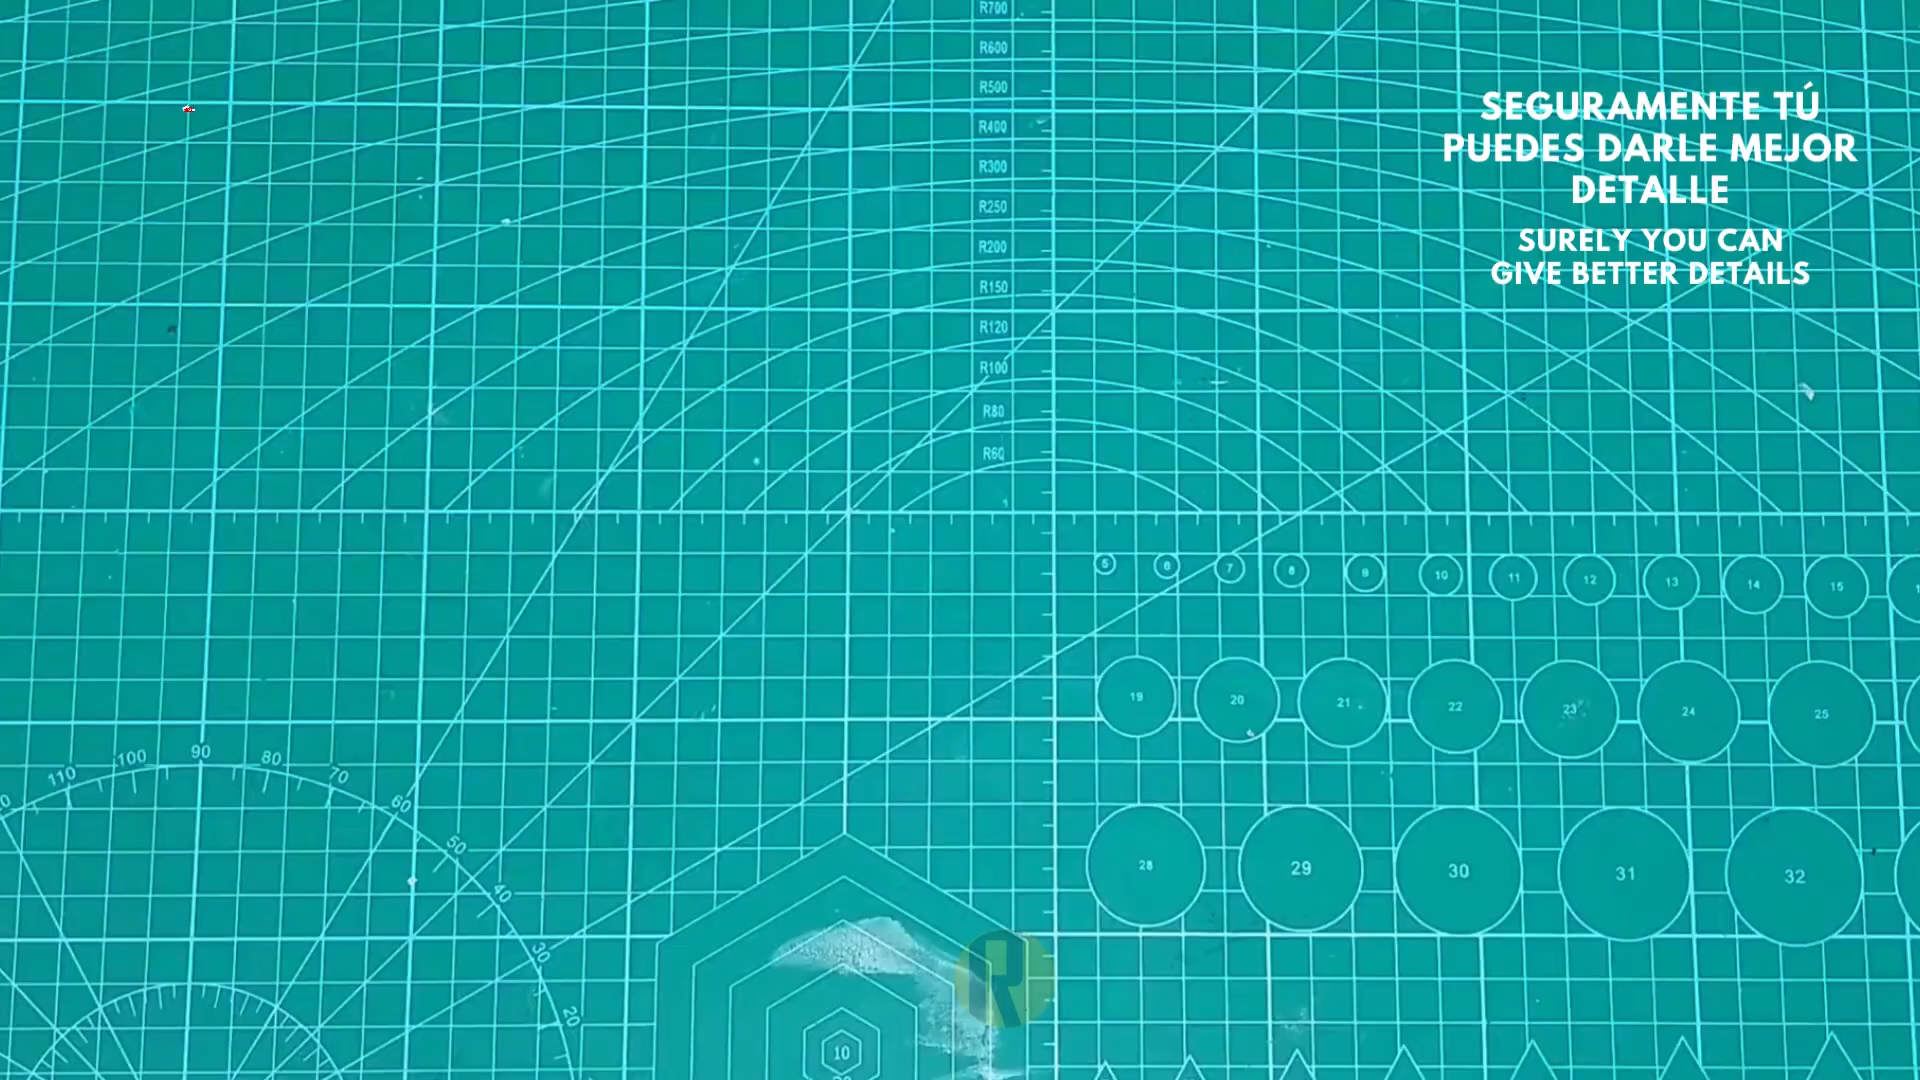 R700
R600
R500
R400
R300
R250
R200
R150
R120
R100
R80
R60
SEGURAMENTE TÚ
PUEDES DARLE MEJOR
DETALLE
SURELY YOU CAN
GIVE BETTER DETAILS
5 6 7 8 9 10 11 12 13 14 15
19 20 21 22 23 24 25
110 100 90 80 70 60 50 40 30 20
28 29 30 31 32
R
10